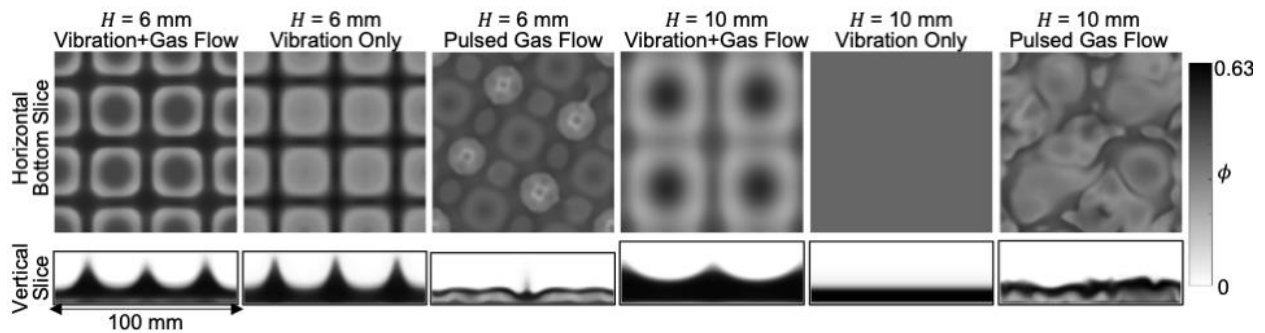 H = 6 mm
Vibration+Gas Flow
H = 6 mm
Vibration Only
H = 6 mm
Pulsed Gas Flow
H = 10 mm
Vibration+Gas Flow
H = 10 mm
Vibration Only
H = 10 mm
Pulsed Gas Flow
Horizontal
Bottom Slice
0.63
ϕ
0
Vertical
Slice
100 mm